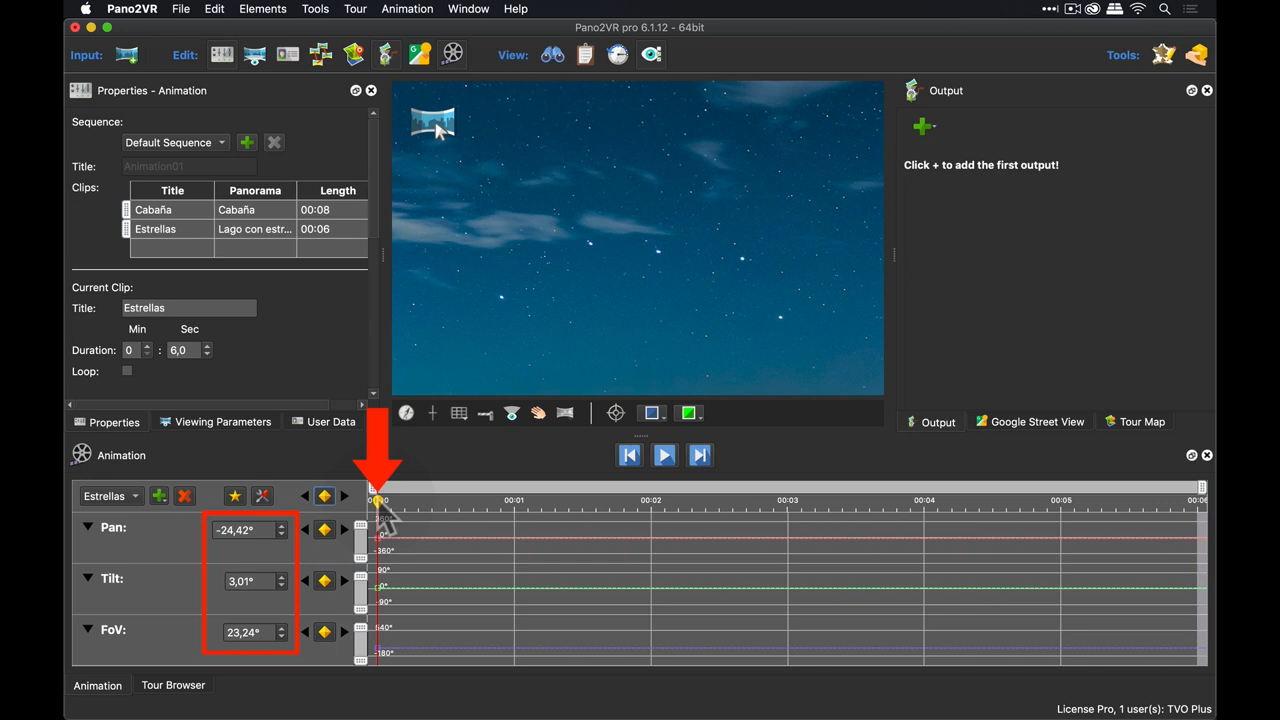 Pano2VR File Edit Elements Tools Tour Animation Window Help
Pano2VR pro 6.1.12 - 64bit
Input: Edit: View: Tools:
Properties - Animation
Output
Sequence:
Default Sequence
Click + to add the first output!
Title: Animation01
Clips: Title Panorama Length
Cabaña Cabaña 00:08
Estrellas Lago con estr... 00:06
Current Clip:
Title: Estrellas
Min Sec
Duration: 0 : 6,0
Loop:
Properties Viewing Parameters User Data
Output Google Street View Tour Map
Animation
Estrellas
00:01 00:02 00:03 00:04 00:05
Pan: -24,42°
0°
-360°
Tilt: 3,01°
90°
0°
-90°
FoV: 23,24°
540°
-180°
Animation Tour Browser
License Pro, 1 user(s): TVO Plus